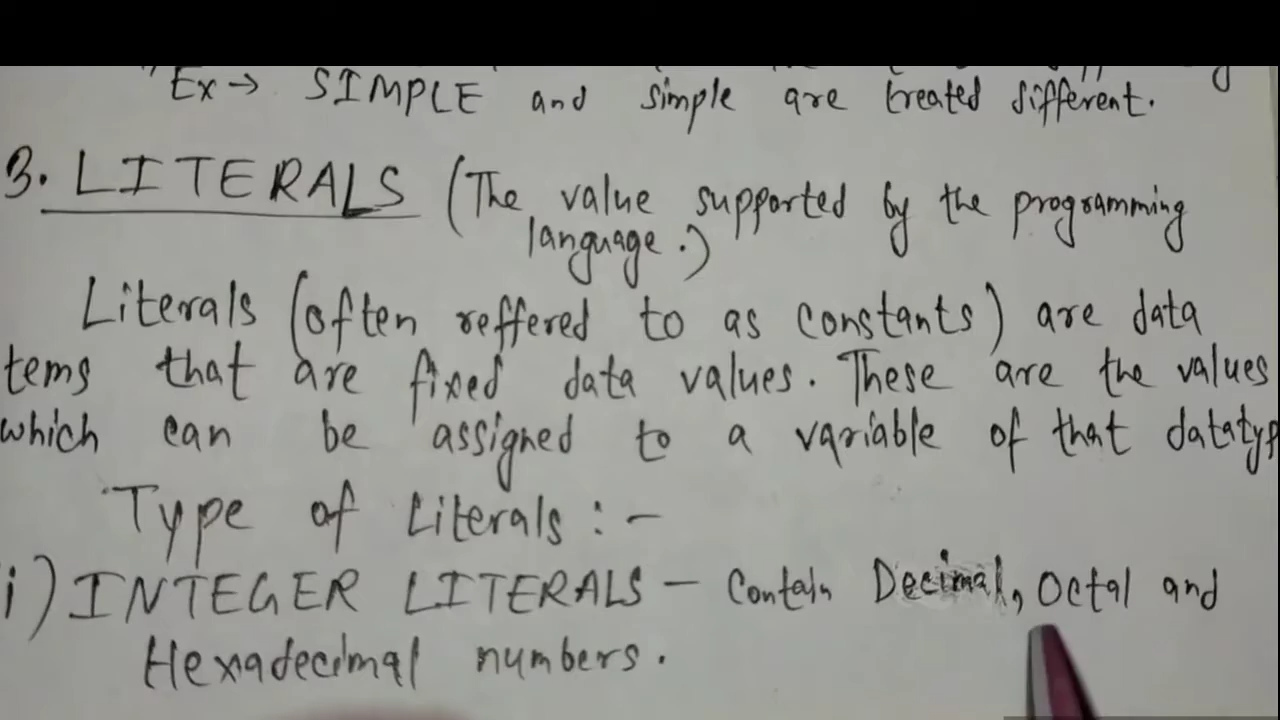 "Ex → SIMPLE and simple are treated different.
3. LITERALS (The value supported by the programming
language.)
Literals (often reffered to as constants) are data
tems that are fixed data values. These are the values
which can be assigned to a variable of that datatyp
Type of Literals : -
i) INTEGER LITERALS - Contain Decimal, Octal and
Hexadecimal numbers.